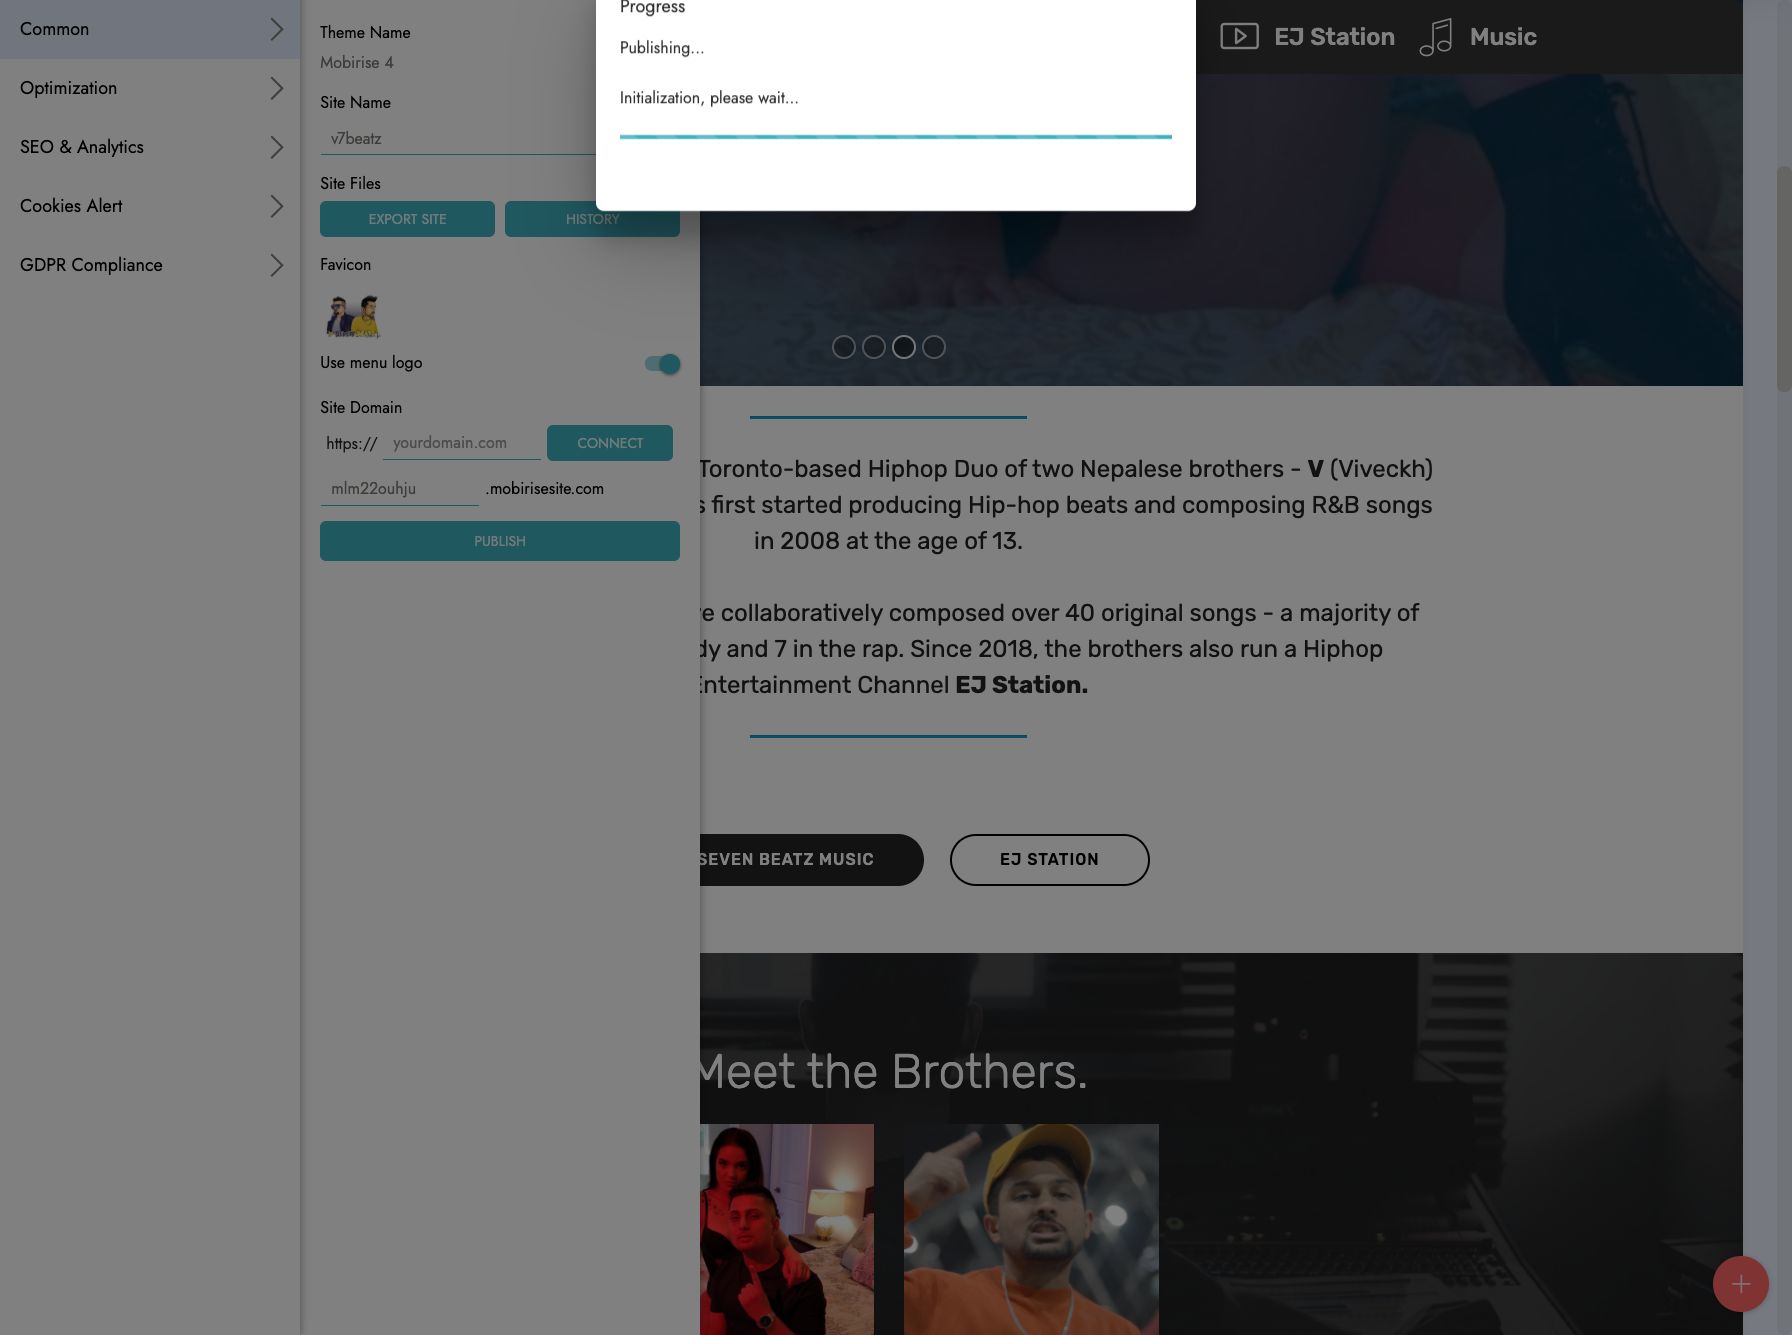 Common
Optimization
SEO & Analytics
Cookies Alert
GDPR Compliance
Theme Name
Mobirise 4
Site Name
v7beatz
Site Files
EXPORT SITE
HISTORY
Favicon
Use menu logo
Site Domain
https://
yourdomain.com
CONNECT
mlm22ouhju
.mobirisesite.com
PUBLISH
Progress
Publishing...
Initialization, please wait...
EJ Station
Music
Toronto-based Hiphop Duo of two Nepalese brothers - V (Viveckh)
s first started producing Hip-hop beats and composing R&B songs
in 2008 at the age of 13.
e collaboratively composed over 40 original songs - a majority of
dy and 7 in the rap. Since 2018, the brothers also run a Hiphop
Entertainment Channel EJ Station.
SEVEN BEATZ MUSIC
EJ STATION
Meet the Brothers.